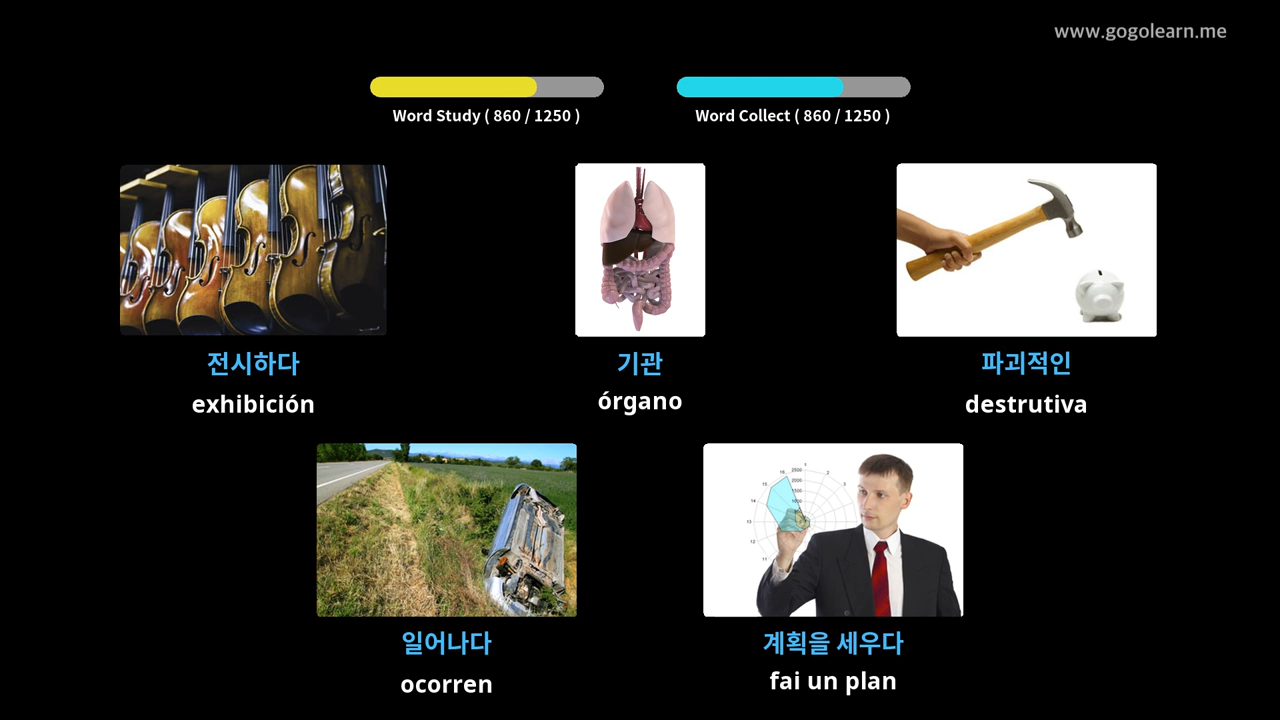 www.gogolearn.me
Word Study ( 860 / 1250 )
Word Collect ( 860 / 1250 )
전시하다
기관
파괴적인
exhibición
órgano
destrutiva
일어나다
계획을 세우다
ocorren
fai un plan